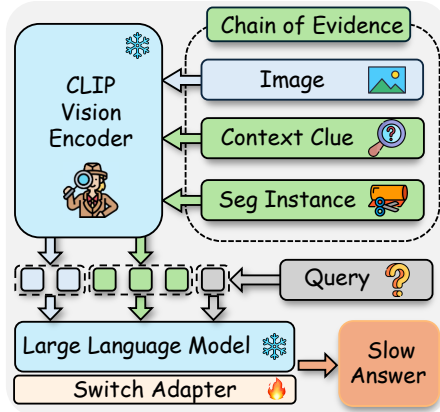 Chain of Evidence
CLIP
Vision
Encoder
Image
Context Clue
?
Seg Instance
Query
?
Large Language Model
Switch Adapter
Slow
Answer